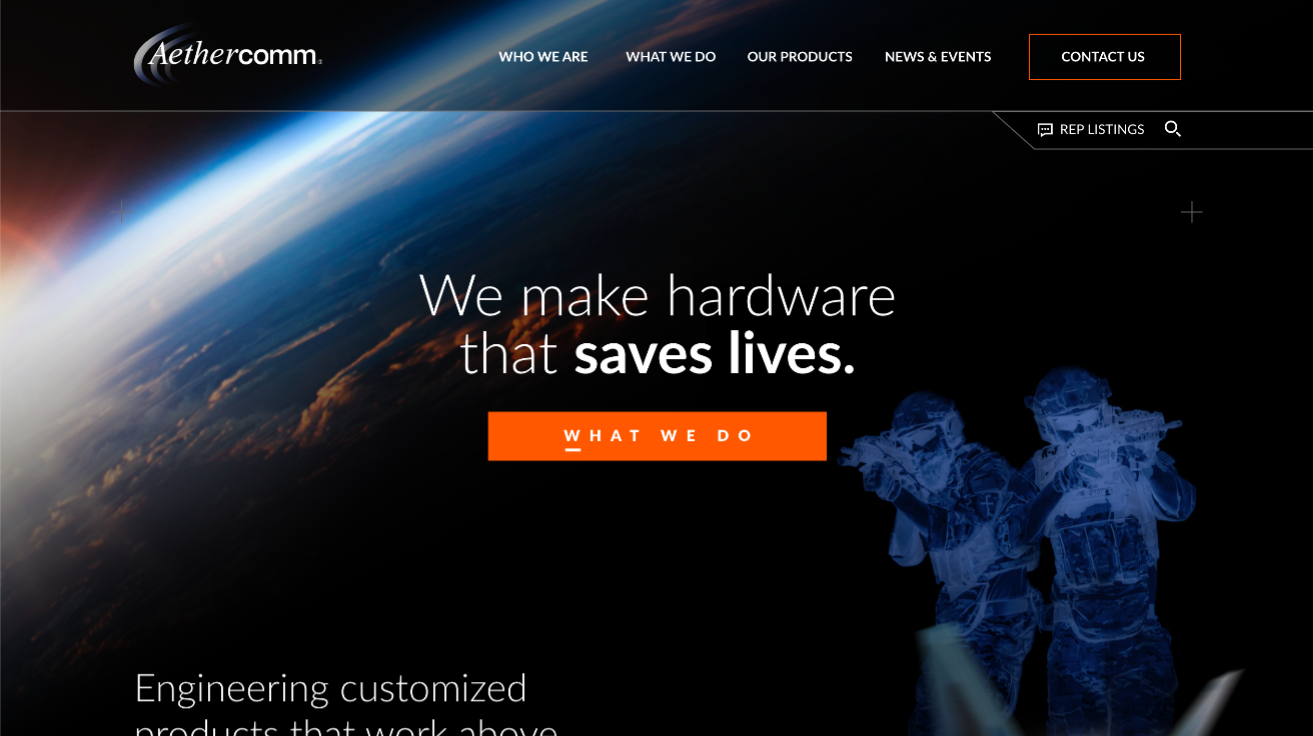 Aethercomm
WHO WE ARE
WHAT WE DO
OUR PRODUCTS
NEWS & EVENTS
CONTACT US
REP LISTINGS
We make hardware
that saves lives.
WHAT WE DO
Engineering customized
products that work above